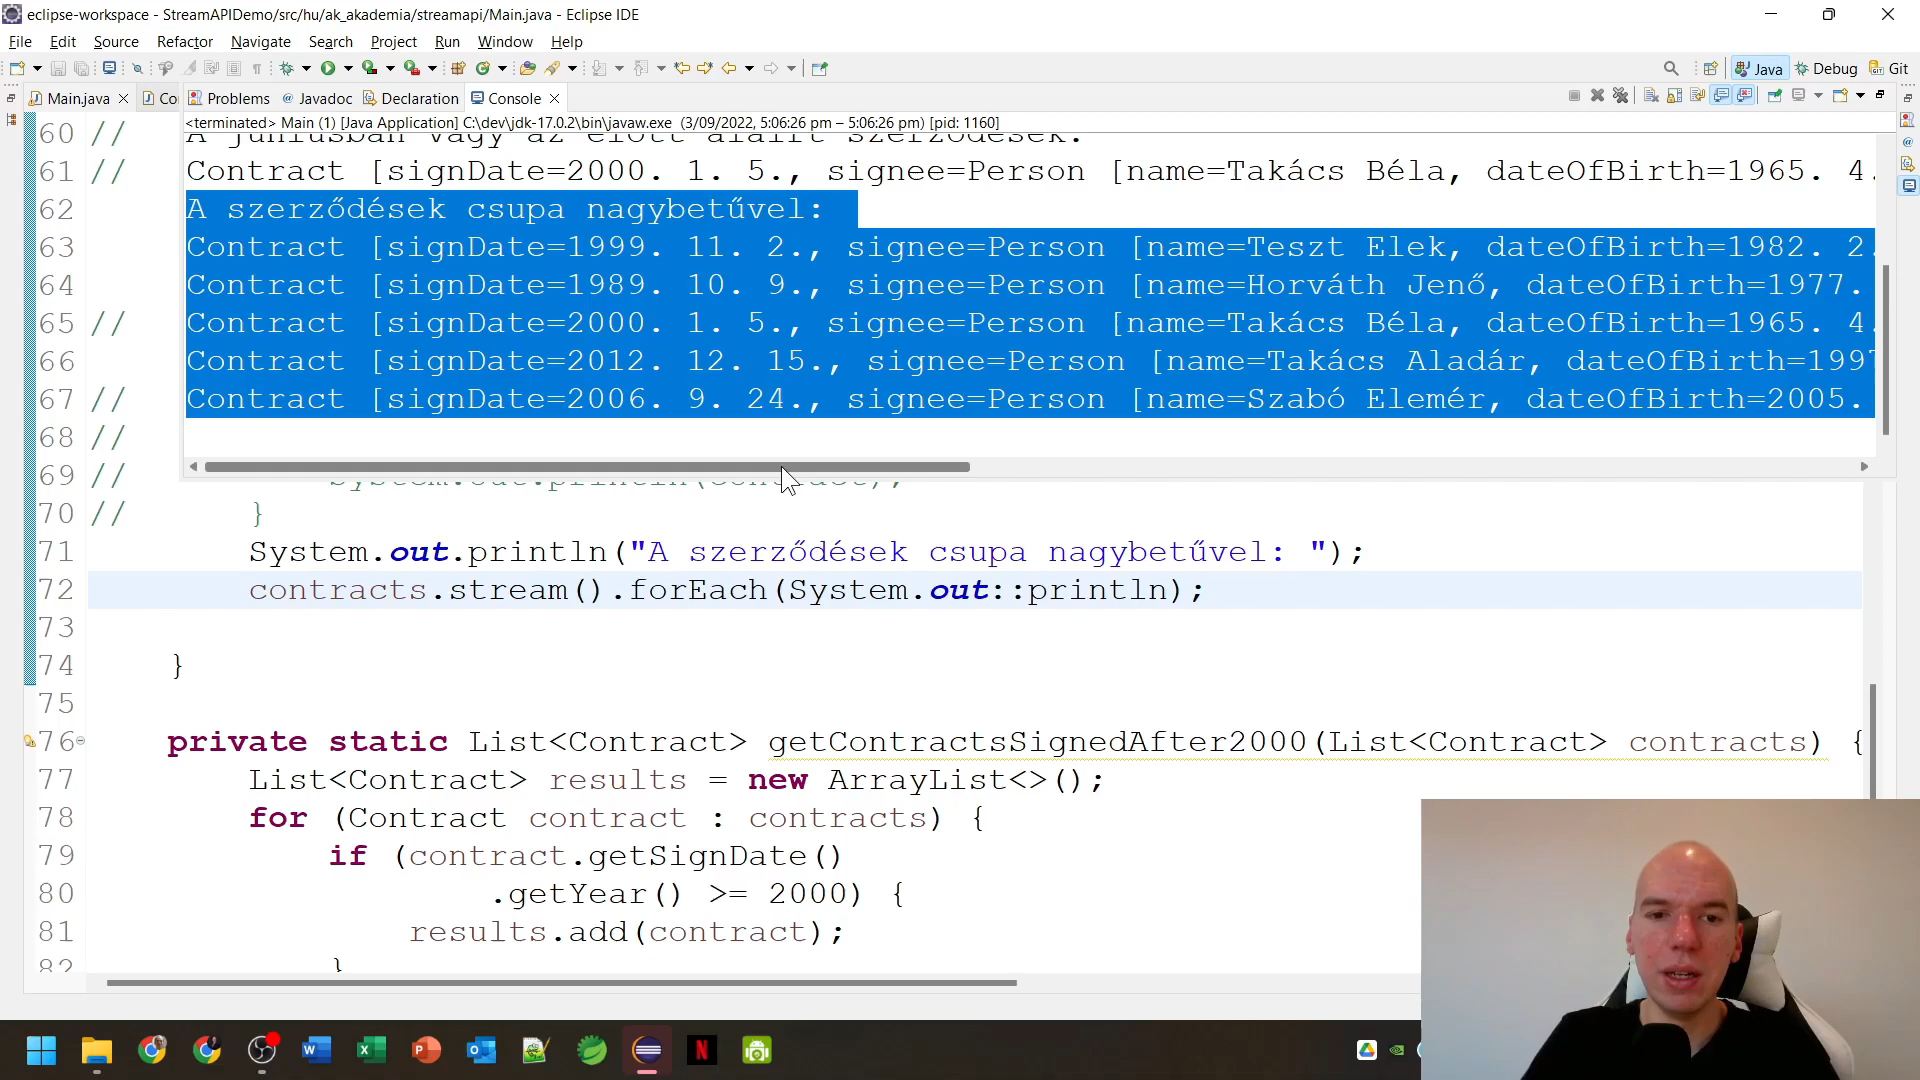 eclipse-workspace - StreamAPIDemo/src/hu/ak_akademia/streamapi/Main.java - Eclipse IDE
File Edit Source Refactor Navigate Search Project Run Window Help
Java Debug Git
Main.java Co Problems Javadoc Declaration Console
<terminated> Main (1) [Java Application] C:\dev\jdk-17.0.2\bin\javaw.exe (3/09/2022, 5:06:26 pm – 5:06:26 pm) [pid: 1160]
60 // A júniusban vagy az előtt aláírt szerződések:
61 // Contract [signDate=2000. 1. 5., signee=Person [name=Takács Béla, dateOfBirth=1965. 4.
62 A szerződések csupa nagybetűvel:
63 Contract [signDate=1999. 11. 2., signee=Person [name=Teszt Elek, dateOfBirth=1982. 2.
64 Contract [signDate=1989. 10. 9., signee=Person [name=Horváth Jenő, dateOfBirth=1977.
65 // Contract [signDate=2000. 1. 5., signee=Person [name=Takács Béla, dateOfBirth=1965. 4.
66 Contract [signDate=2012. 12. 15., signee=Person [name=Takács Aladár, dateOfBirth=1997
67 // Contract [signDate=2006. 9. 24., signee=Person [name=Szabó Elemér, dateOfBirth=2005.
68 //
69 // System.out.println(contract);
70 // }
71 System.out.println("A szerződések csupa nagybetűvel: ");
72 contracts.stream().forEach(System.out::println);
73
74 }
75
76 private static List<Contract> getContractsSignedAfter2000(List<Contract> contracts) {
77 List<Contract> results = new ArrayList<>();
78 for (Contract contract : contracts) {
79 if (contract.getSignDate()
80 .getYear() >= 2000) {
81 results.add(contract);
82 }